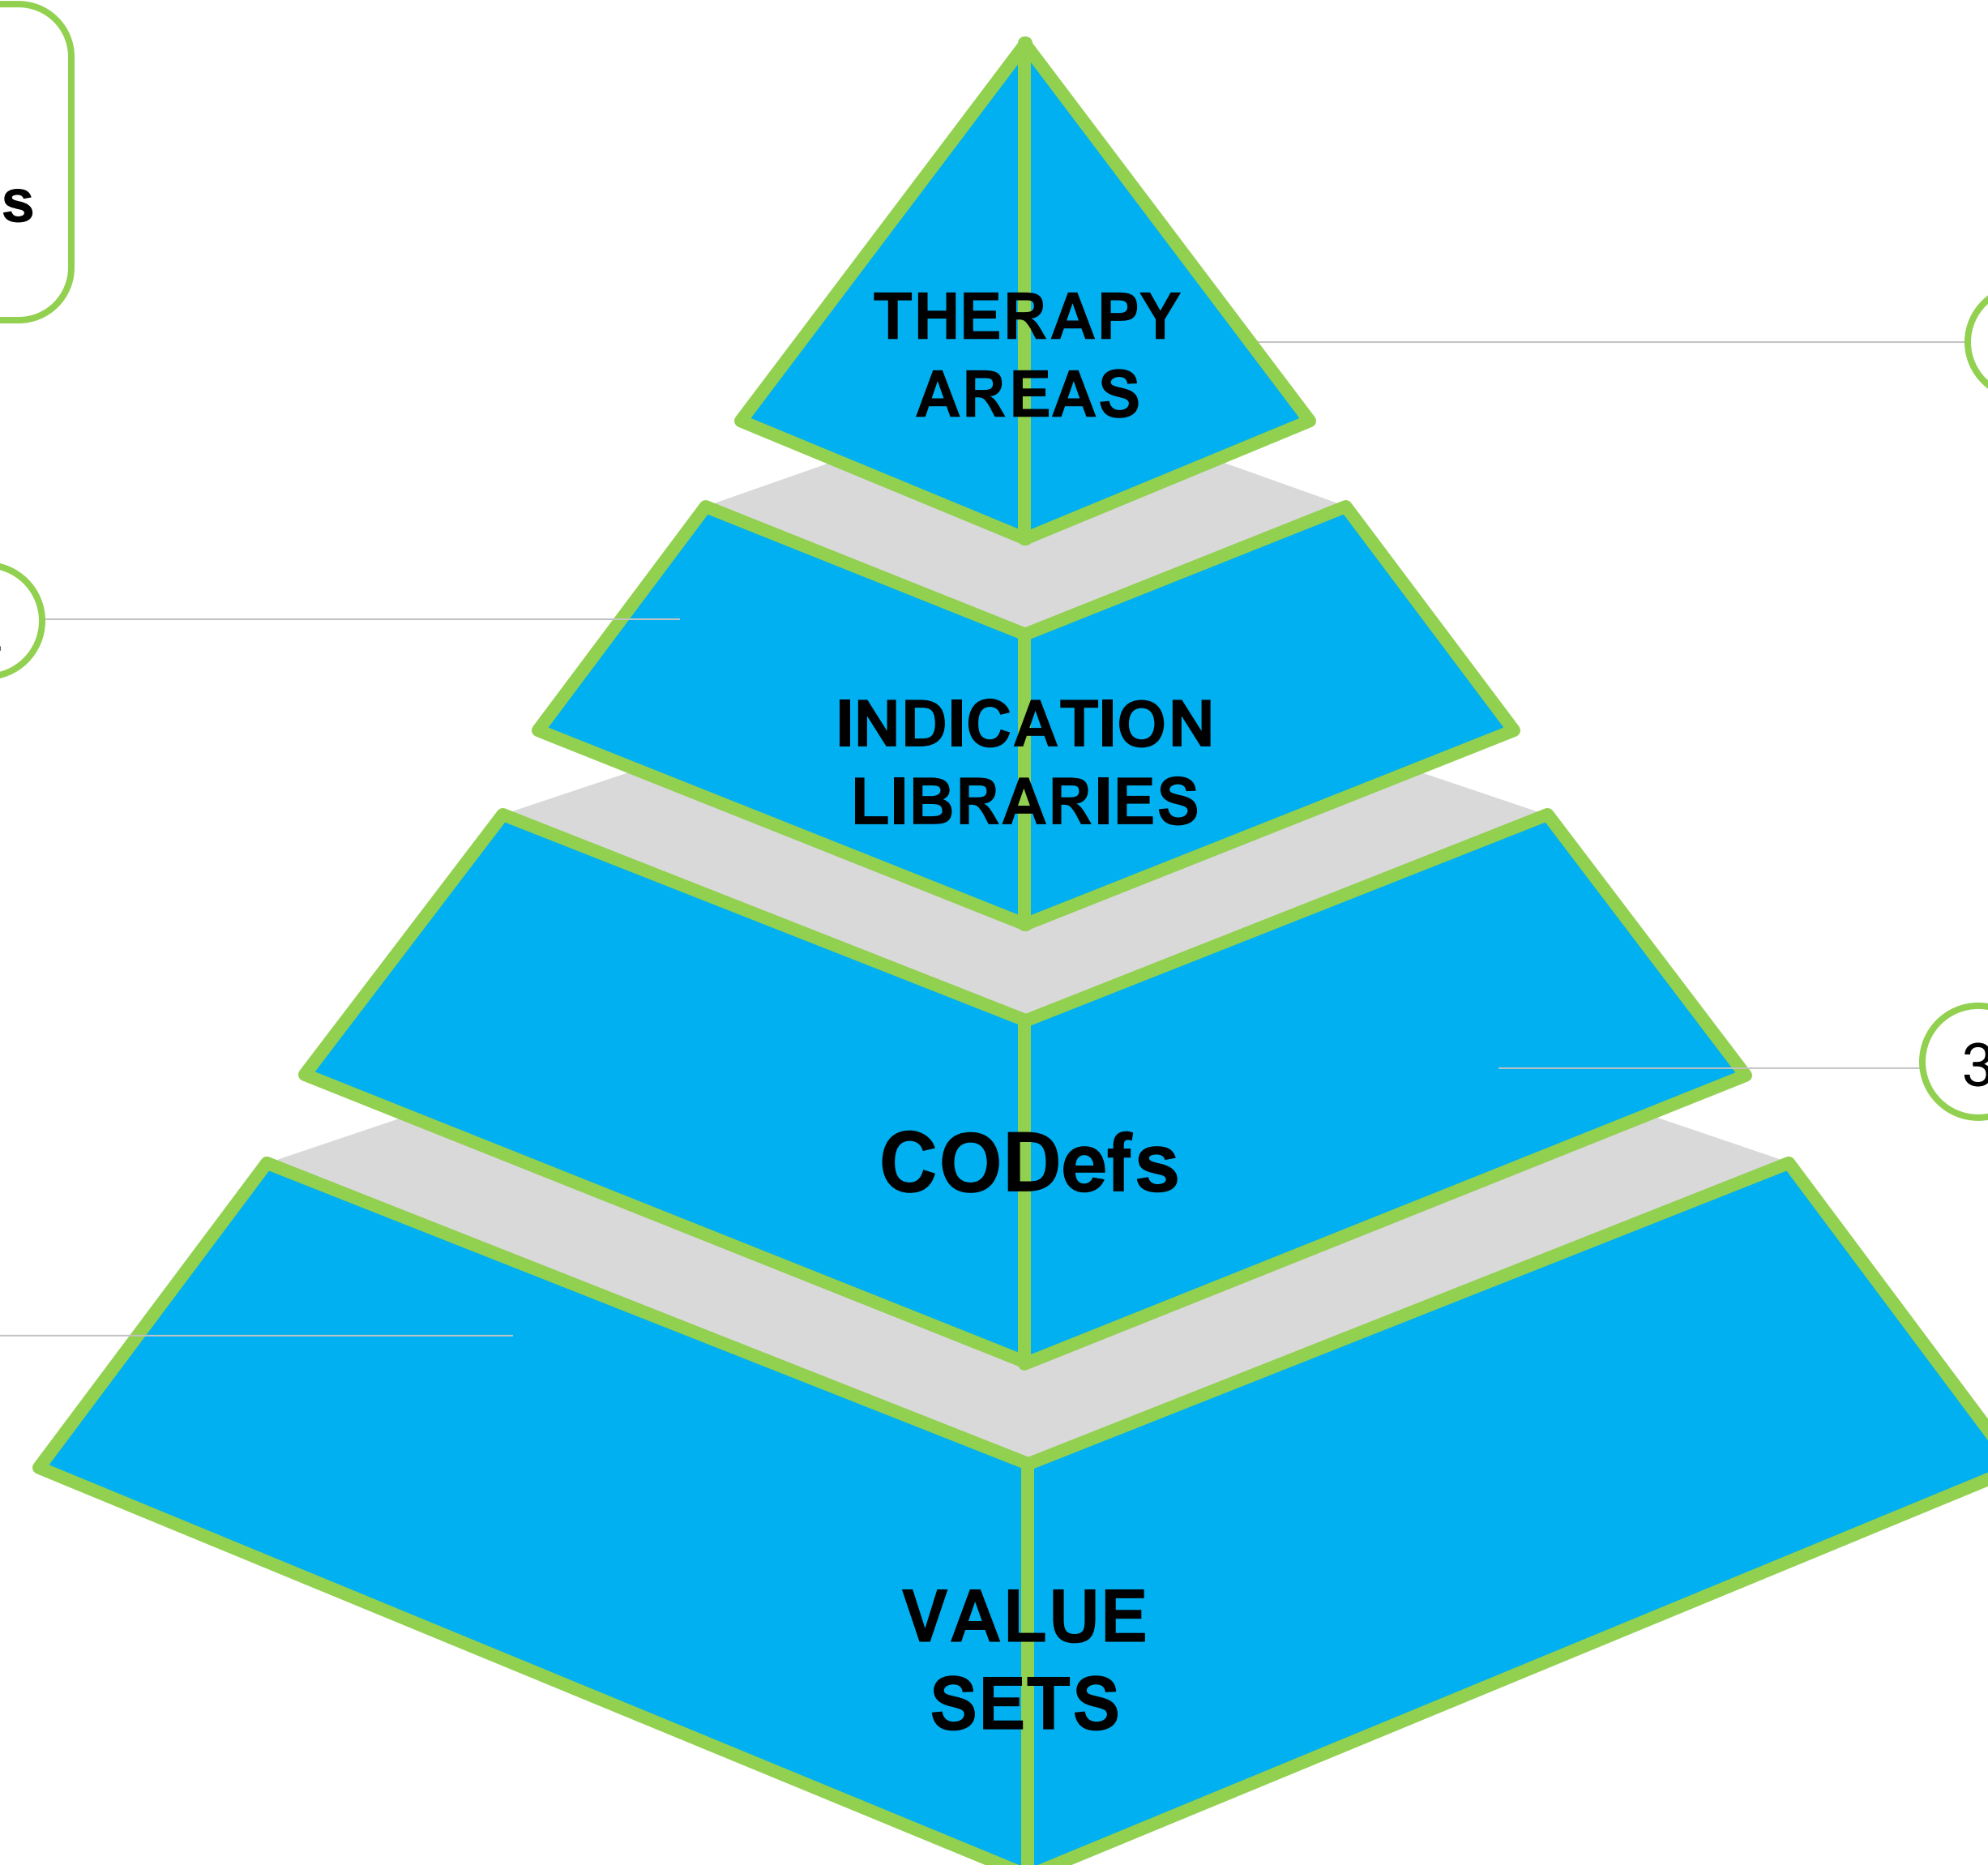 s
THERAPY
AREAS
INDICATION
LIBRARIES
3
CODefs
VALUE
SETS